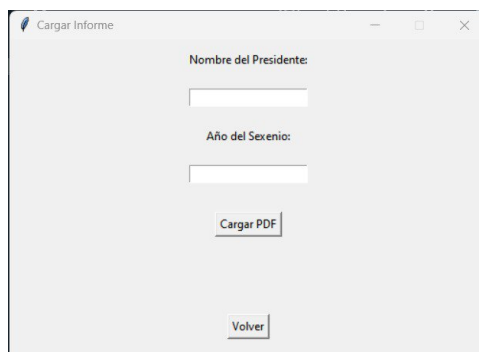 Cargar Informe
Nombre del Presidente:
Año del Sexenio:
Cargar PDF
Volver